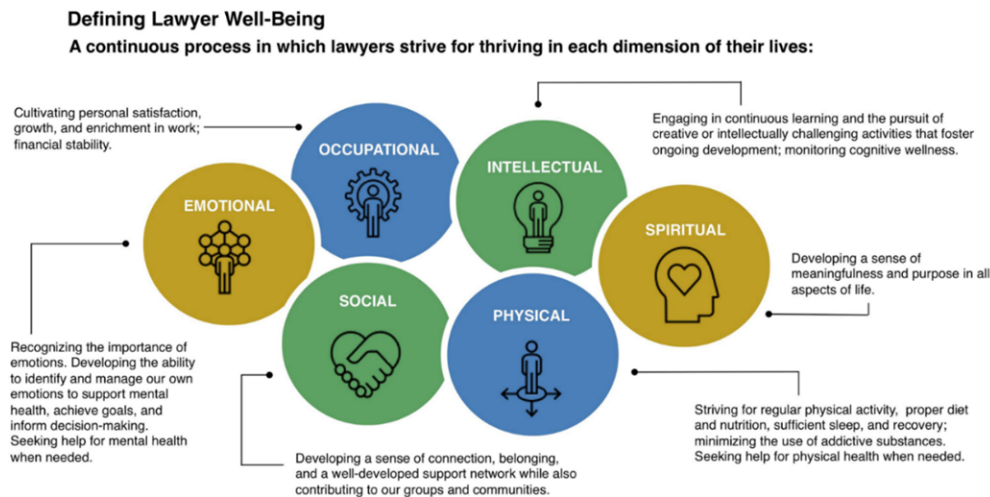 Defining Lawyer Well-Being
A continuous process in which lawyers strive for thriving in each dimension of their lives:
Cultivating personal satisfaction,
growth, and enrichment in work;
financial stability.
OCCUPATIONAL
INTELLECTUAL
Engaging in continuous learning and the pursuit of
creative or intellectually challenging activities that foster
ongoing development; monitoring cognitive wellness.
EMOTIONAL
SPIRITUAL
Developing a sense of
meaningfulness and purpose in all
aspects of life.
SOCIAL
PHYSICAL
Recognizing the importance of
emotions. Developing the ability
to identify and manage our own
emotions to support mental
health, achieve goals, and
inform decision-making.
Seeking help for mental health
when needed.
Developing a sense of connection, belonging,
and a well-developed support network while also
contributing to our groups and communities.
Striving for regular physical activity, proper diet
and nutrition, sufficient sleep, and recovery;
minimizing the use of addictive substances.
Seeking help for physical health when needed.